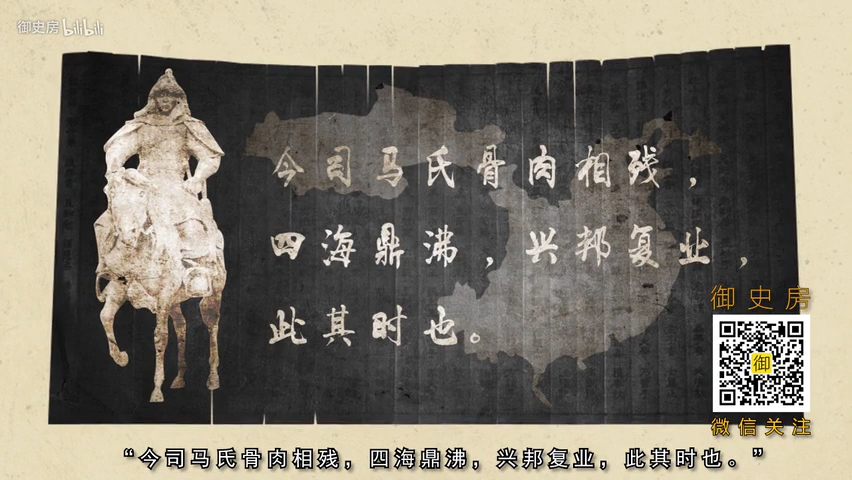 御史房 bilibili
今司马氏骨肉相残，
四海鼎沸，兴邦复业，
此其时也。
御史房
御
微信关注
“今司马氏骨肉相残，四海鼎沸，兴邦复业，此其时也。”